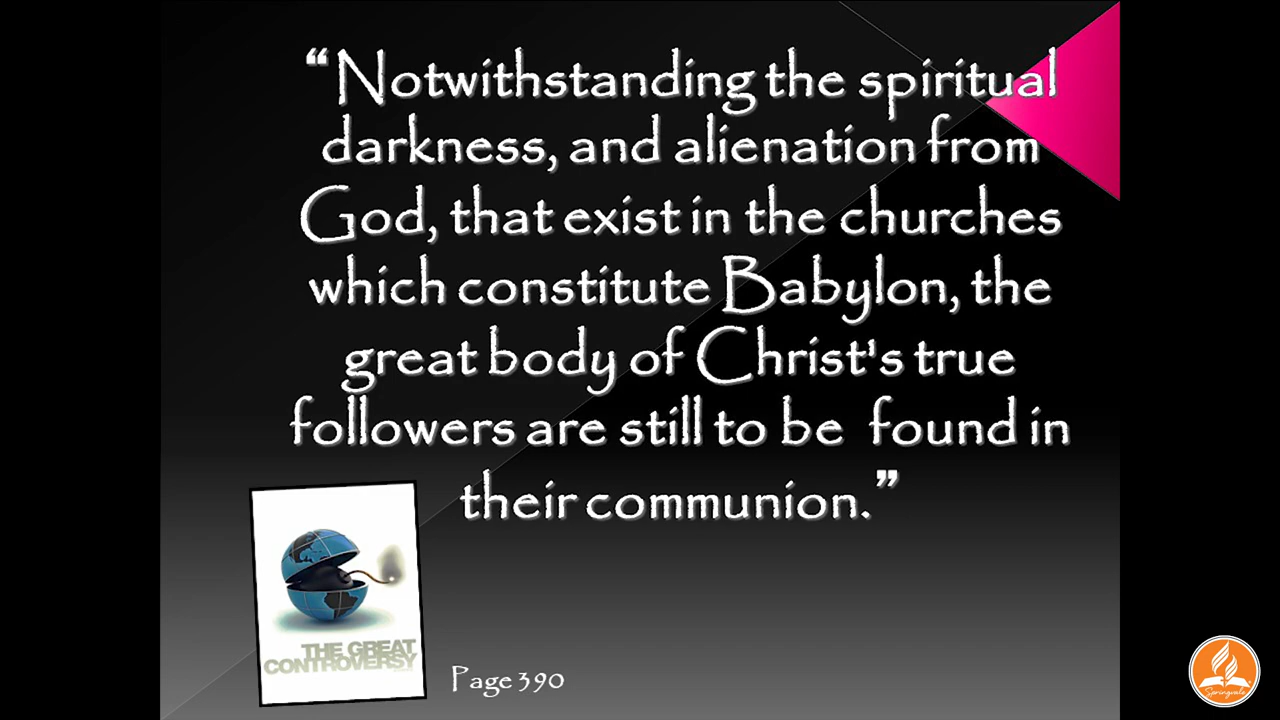 “Notwithstanding the spiritual
darkness, and alienation from
God, that exist in the churches
which constitute Babylon, the
great body of Christ's true
followers are still to be found in
their communion.”
THE GREAT
CONTROVERSY
Page 390
Springvale